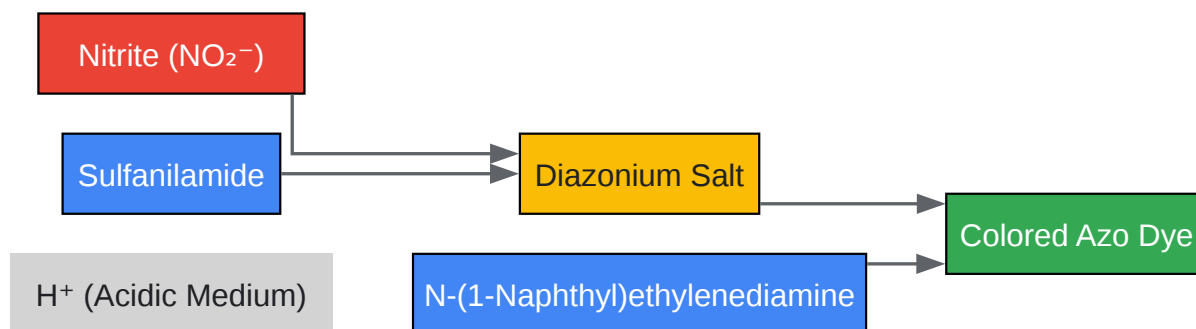 Nitrite (NO₂⁻)
Sulfanilamide
Diazonium Salt
Colored Azo Dye
H⁺ (Acidic Medium)
N-(1-Naphthyl)ethylenediamine